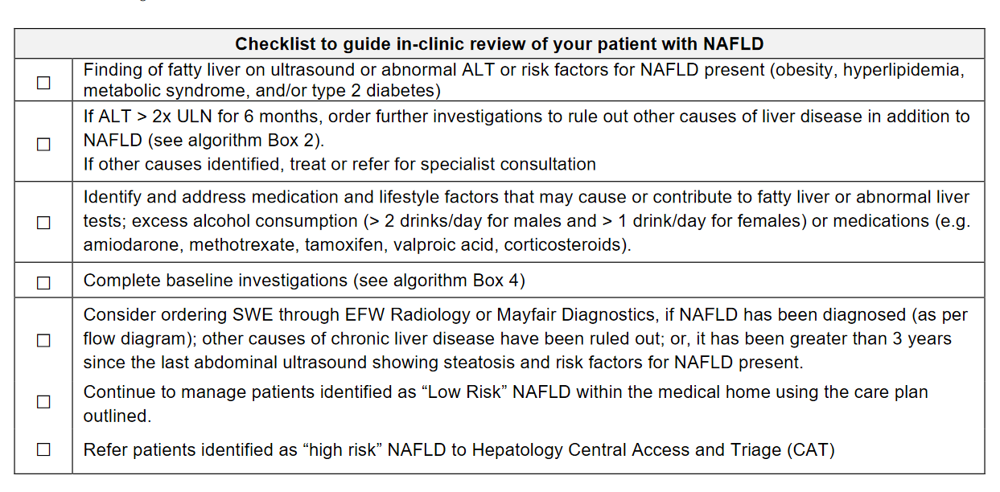 Checklist to guide in-clinic review of your patient with NAFLD
☐ Finding of fatty liver on ultrasound or abnormal ALT or risk factors for NAFLD present (obesity, hyperlipidemia,
metabolic syndrome, and/or type 2 diabetes)
☐ If ALT > 2x ULN for 6 months, order further investigations to rule out other causes of liver disease in addition to
NAFLD (see algorithm Box 2).
If other causes identified, treat or refer for specialist consultation
☐ Identify and address medication and lifestyle factors that may cause or contribute to fatty liver or abnormal liver
tests; excess alcohol consumption (> 2 drinks/day for males and > 1 drink/day for females) or medications (e.g.
amiodarone, methotrexate, tamoxifen, valproic acid, corticosteroids).
☐ Complete baseline investigations (see algorithm Box 4)
☐ Consider ordering SWE through EFW Radiology or Mayfair Diagnostics, if NAFLD has been diagnosed (as per
flow diagram); other causes of chronic liver disease have been ruled out; or, it has been greater than 3 years
since the last abdominal ultrasound showing steatosis and risk factors for NAFLD present.
☐ Continue to manage patients identified as “Low Risk” NAFLD within the medical home using the care plan
outlined.
☐ Refer patients identified as “high risk” NAFLD to Hepatology Central Access and Triage (CAT)